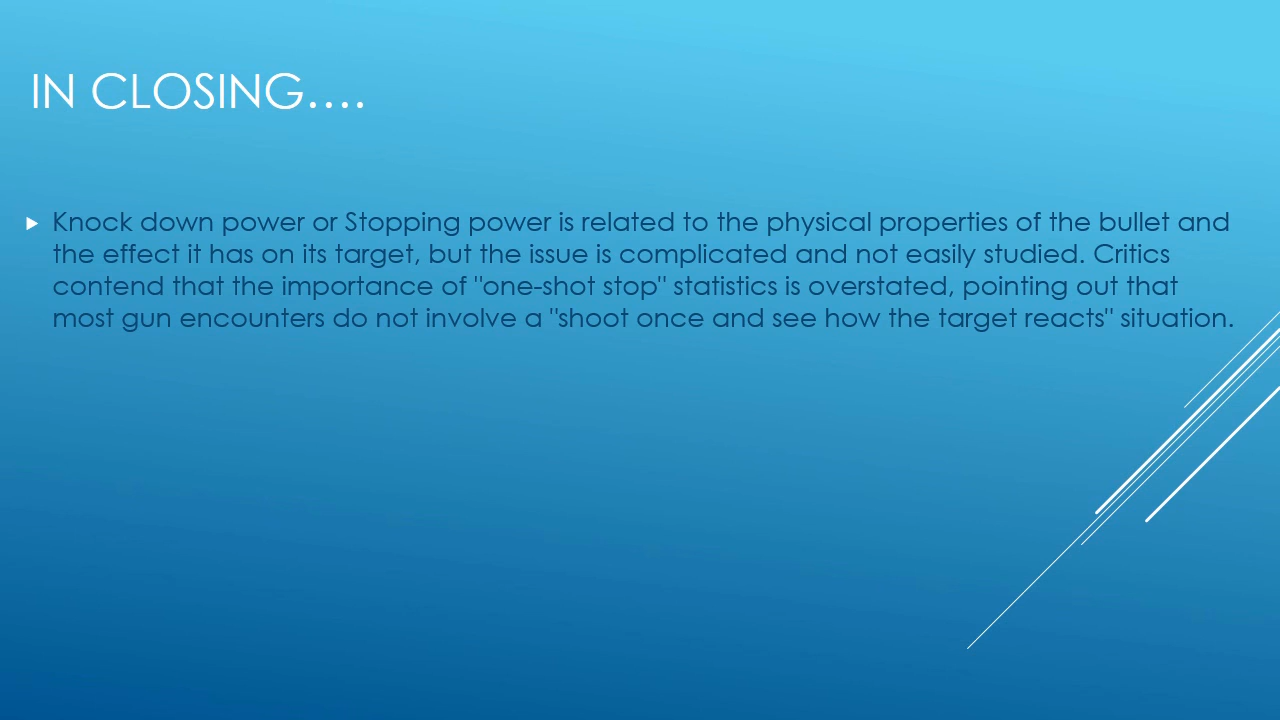 IN CLOSING....
Knock down power or Stopping power is related to the physical properties of the bullet and
the effect it has on its target, but the issue is complicated and not easily studied. Critics
contend that the importance of "one-shot stop" statistics is overstated, pointing out that
most gun encounters do not involve a "shoot once and see how the target reacts" situation.